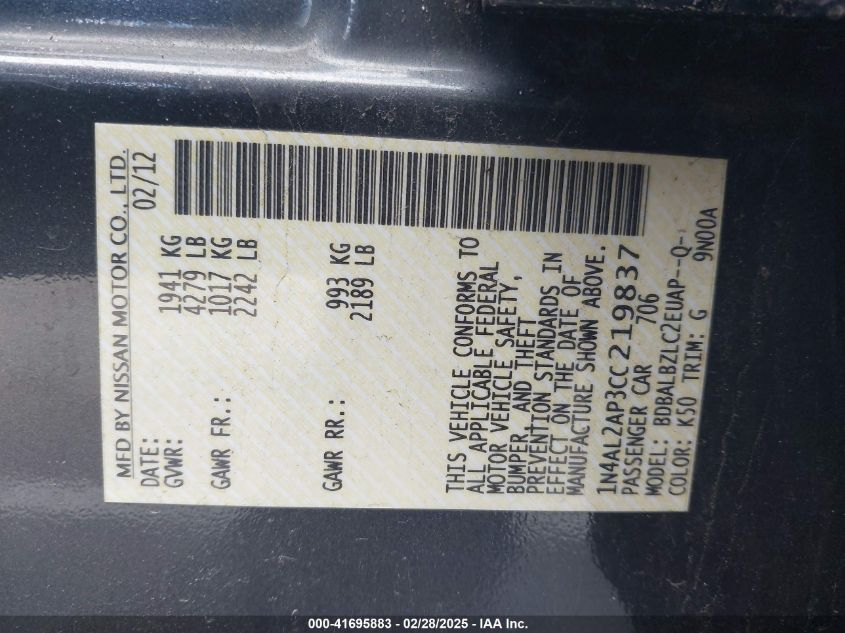 MFD BY NISSAN MOTOR CO., LTD.
DATE: 02/12
GVWR: 1941 KG
4279 LB
GAWR FR.: 1017 KG
2242 LB
GAWR RR.: 993 KG
2189 LB
THIS VEHICLE CONFORMS TO
ALL APPLICABLE FEDERAL
MOTOR VEHICLE SAFETY,
BUMPER, AND THEFT
PREVENTION STANDARDS IN
EFFECT ON THE DATE OF
MANUFACTURE SHOWN ABOVE.
1N4AL2AP3CC219837
PASSENGER CAR 706
MODEL: BDBALBZLC2EUAP--Q-
COLOR: K50 TRIM: G 9N00A
000-41695883 - 02/28/2025 - IAA Inc.